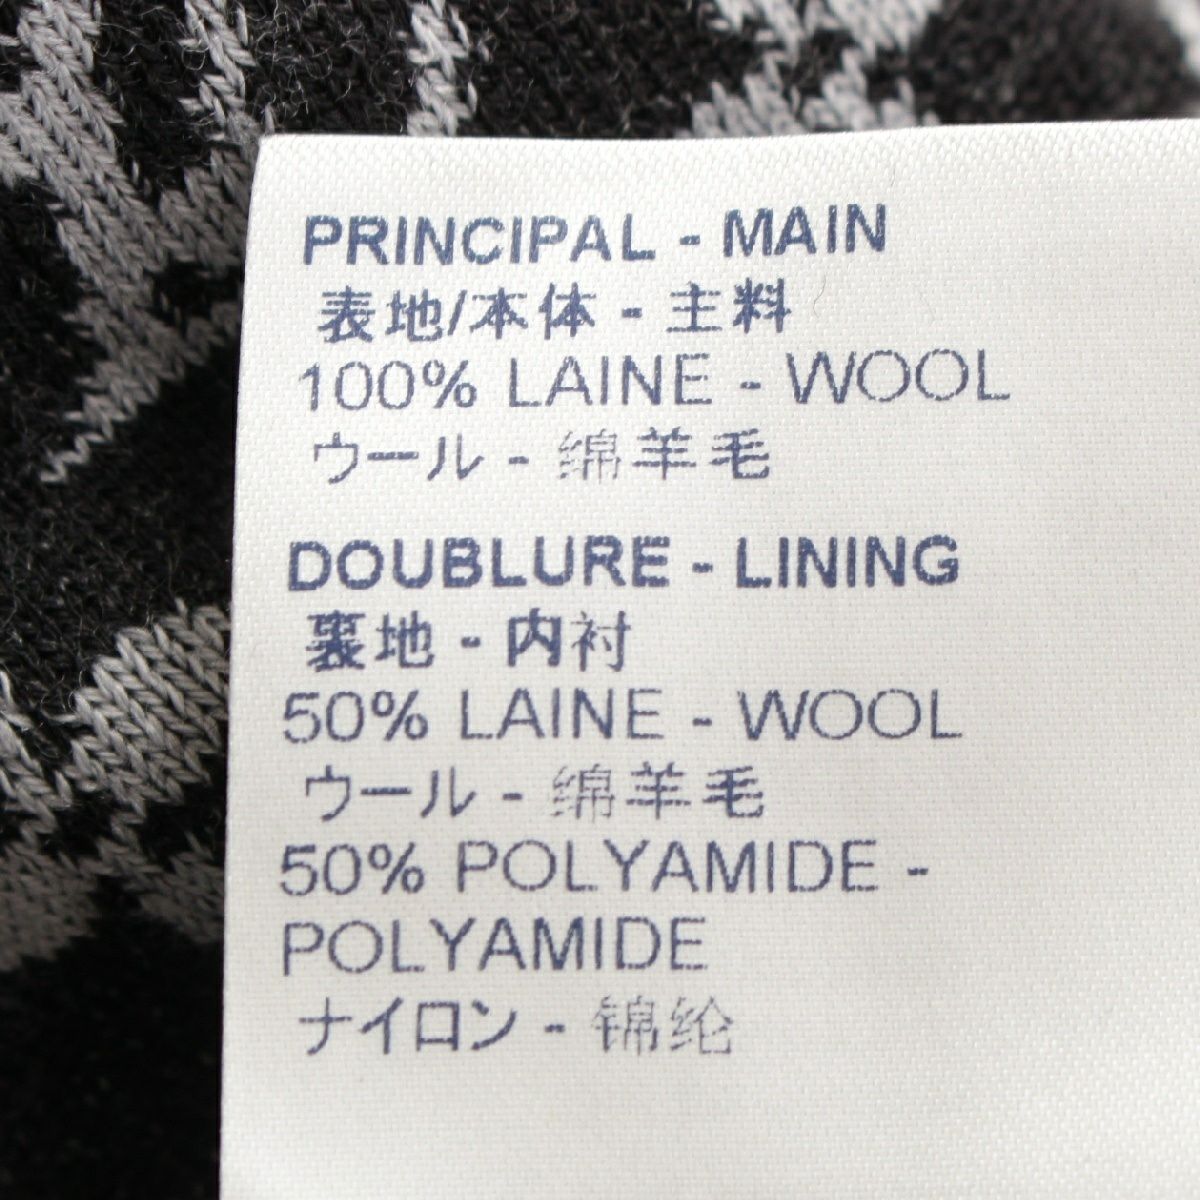 PRINCIPAL - MAIN
表地/本体 - 主料
100% LAINE - WOOL
ウール - 绵羊毛
DOUBLURE - LINING
裏地 - 内衬
50% LAINE - WOOL
ウール - 绵羊毛
50% POLYAMIDE -
POLYAMIDE
ナイロン - 锦纶